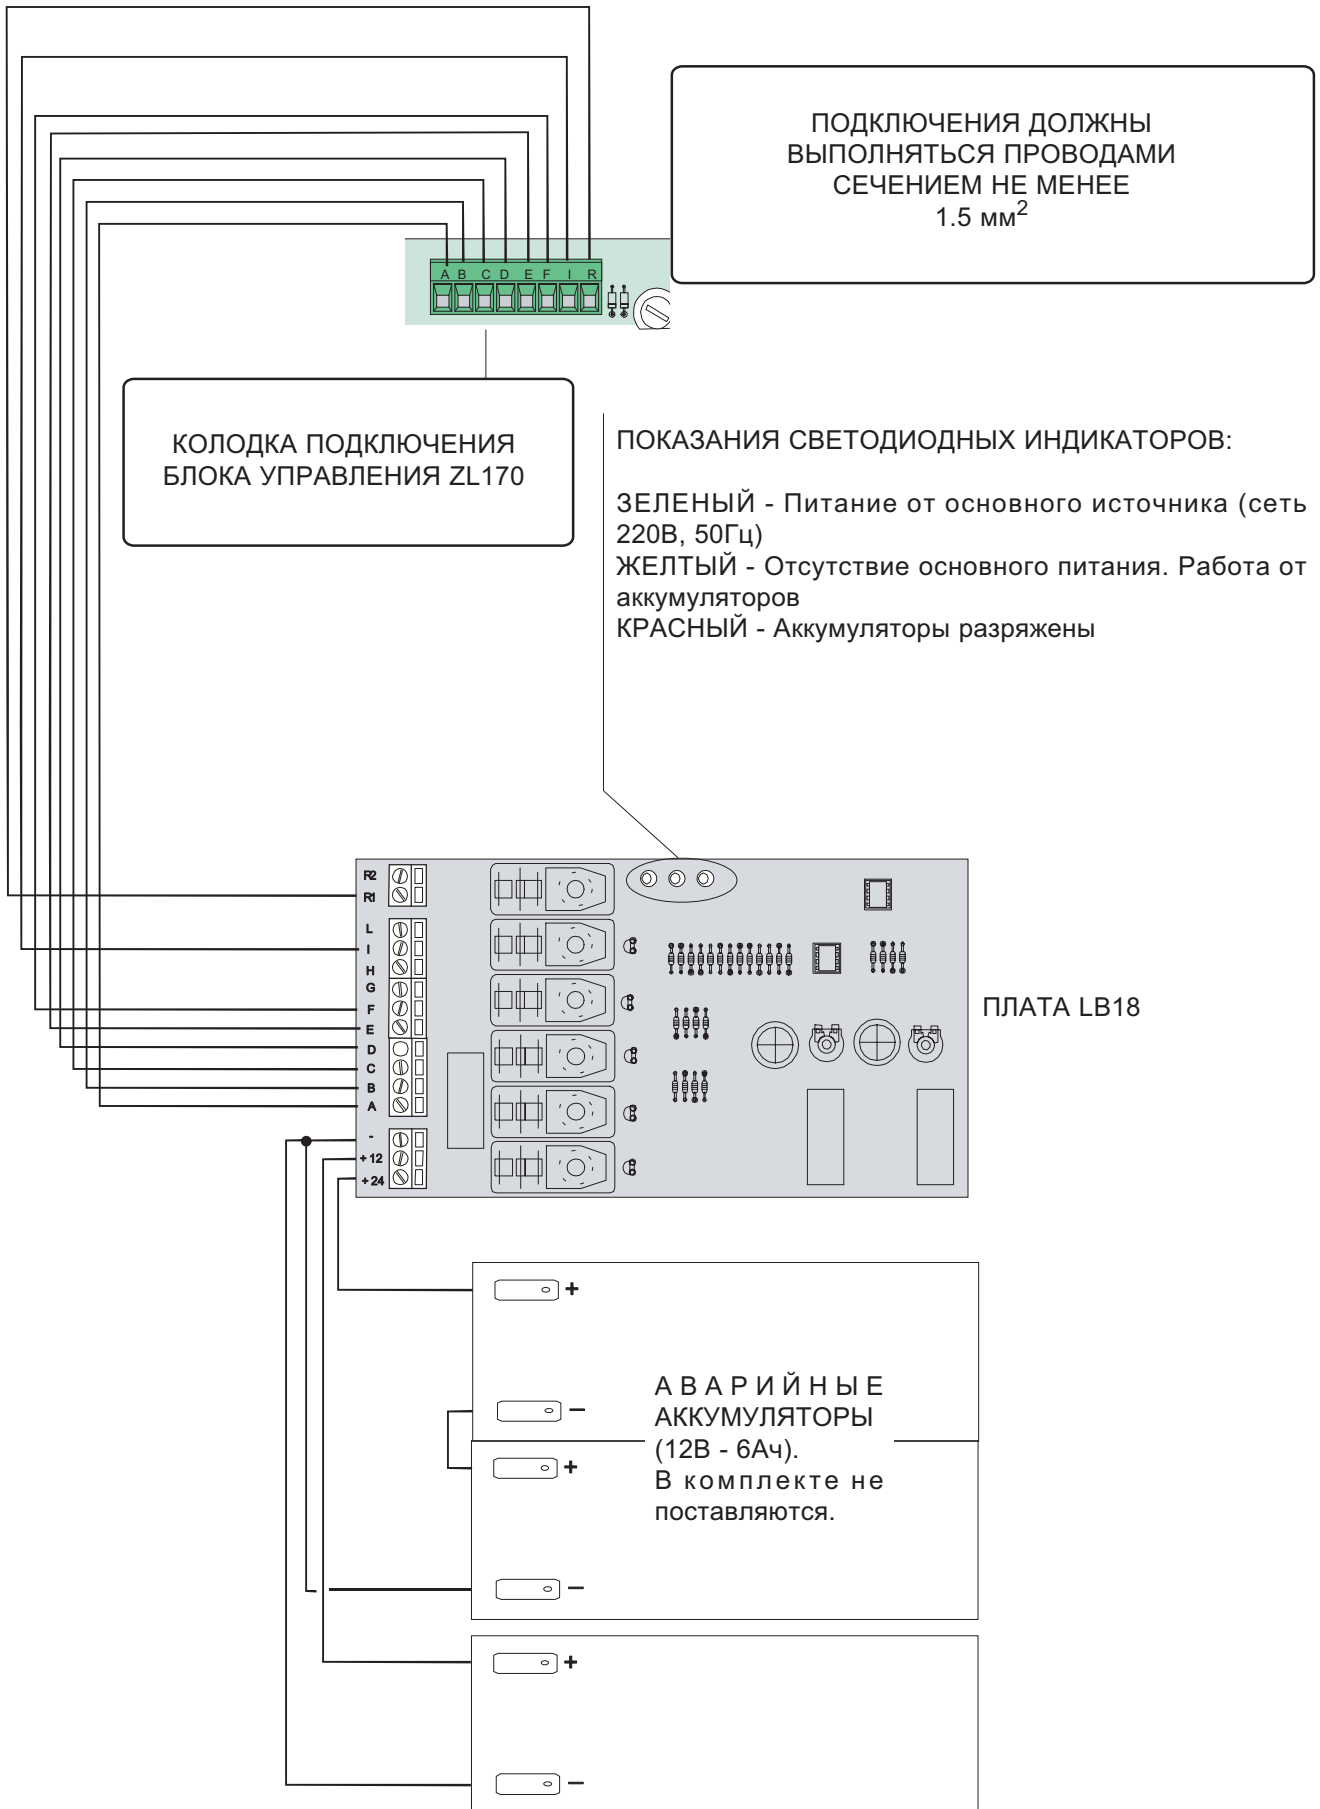 ПОДКЛЮЧЕНИЯ ДОЛЖНЫ
ВЫПОЛНЯТЬСЯ ПРОВОДАМИ
СЕЧЕНИЕМ НЕ МЕНЕЕ
1.5 мм²
A B C D E F I R
КОЛОДКА ПОДКЛЮЧЕНИЯ
БЛОКА УПРАВЛЕНИЯ ZL170
ПОКАЗАНИЯ СВЕТОДИОДНЫХ ИНДИКАТОРОВ:
ЗЕЛЕНЫЙ - Питание от основного источника (сеть
220В, 50Гц)
ЖЕЛТЫЙ - Отсутствие основного питания. Работа от
аккумуляторов
КРАСНЫЙ - Аккумуляторы разряжены
R2
R1
L
I
H
G
F
E
D
C
B
A
-
+ 12
+ 24
ПЛАТА LB18
+
−
+
−
АВАРИЙНЫЕ
АККУМУЛЯТОРЫ
(12В - 6Ач).
В комплекте не
поставляются.
+
−